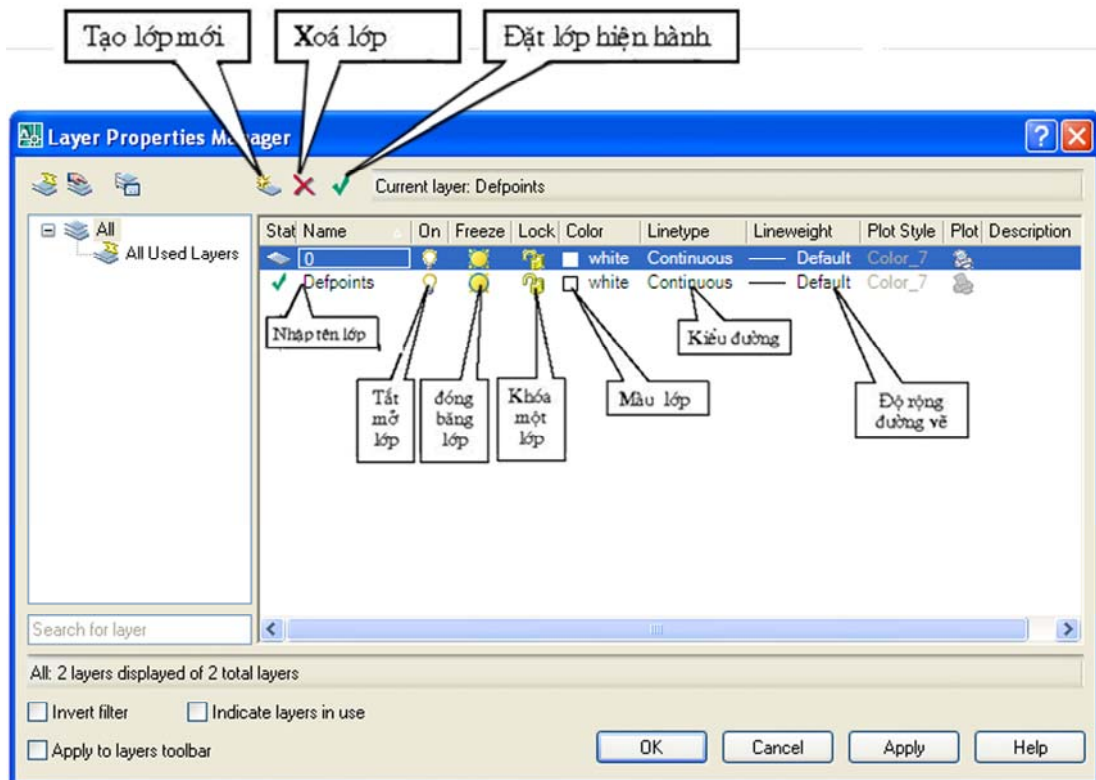 Tạo lớp mới
Xoá lớp
Đặt lớp hiện hành
Layer Properties Manager
Current layer: Defpoints
All
All Used Layers
Stat Name On Freeze Lock Color Linetype Lineweight Plot Style Plot Description
0 white Continuous Default Color_7
Defpoints white Continuous Default Color_7
Nhập tên lớp
Kiểu đường
Tắt
mở
lớp
đóng
băng
lớp
Khóa
một
lớp
Màu lớp
Độ rộng
đường vẽ
Search for layer
All: 2 layers displayed of 2 total layers
Invert filter
Indicate layers in use
Apply to layers toolbar
OK
Cancel
Apply
Help